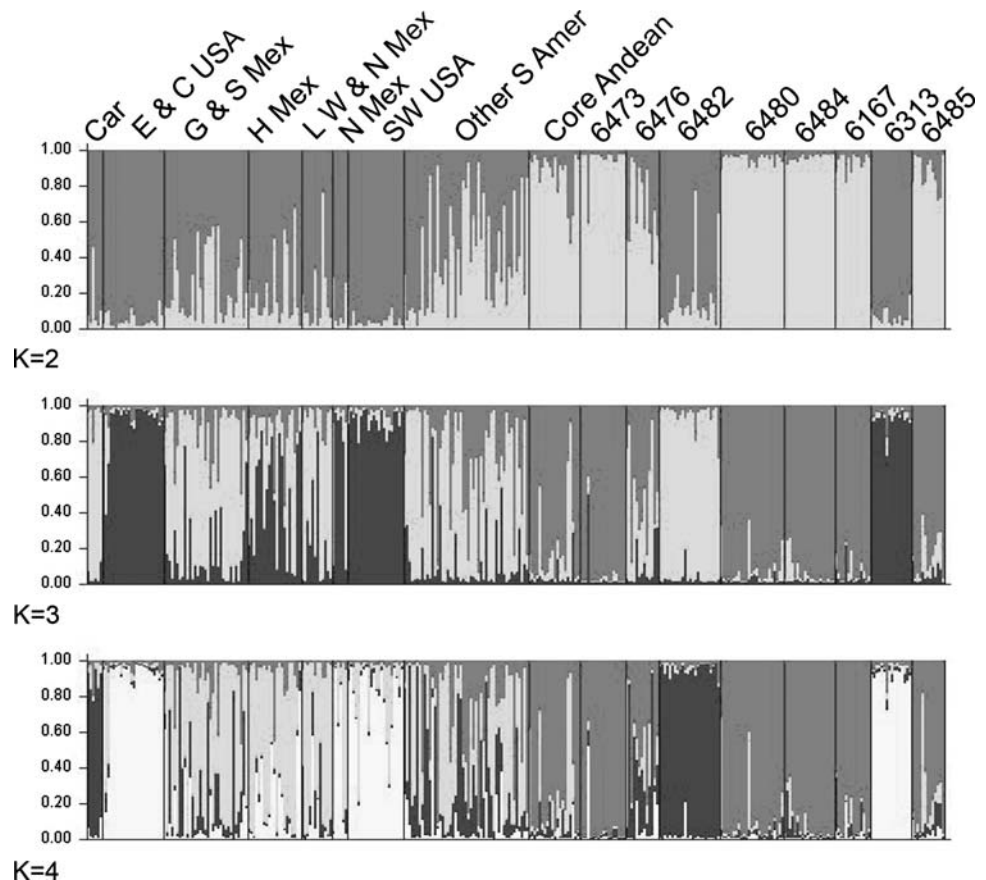 Car
E & C USA
G & S Mex
H Mex
L W & N Mex
N Mex
SW USA
Other S Amer
Core Andean
6473
6476
6482
6480
6484
6167
6313
6485
1.00
0.80
0.60
0.40
0.20
0.00
K=2
1.00
0.80
0.60
0.40
0.20
0.00
K=3
1.00
0.80
0.60
0.40
0.20
0.00
K=4